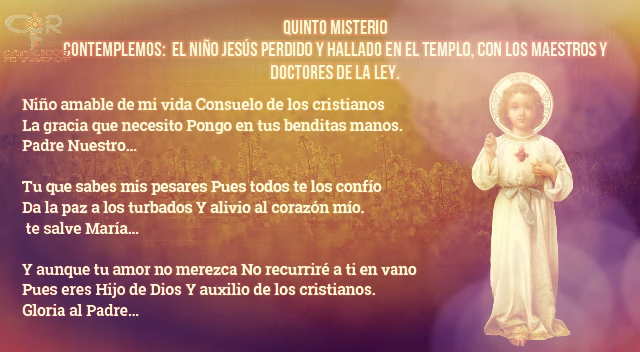 QUINTO MISTERIO
CONTEMPLEMOS: EL NIÑO JESÚS PERDIDO Y HALLADO EN EL TEMPLO, CON LOS MAESTROS Y
DOCTORES DE LA LEY.
Niño amable de mi vida Consuelo de los cristianos
La gracia que necesito Pongo en tus benditas manos.
Padre Nuestro...
Tu que sabes mis pesares Pues todos te los confío
Da la paz a los turbados Y alivio al corazón mío.
te salve María...
Y aunque tu amor no merezca No recurriré a ti en vano
Pues eres Hijo de Dios Y auxilio de los cristianos.
Gloria al Padre...